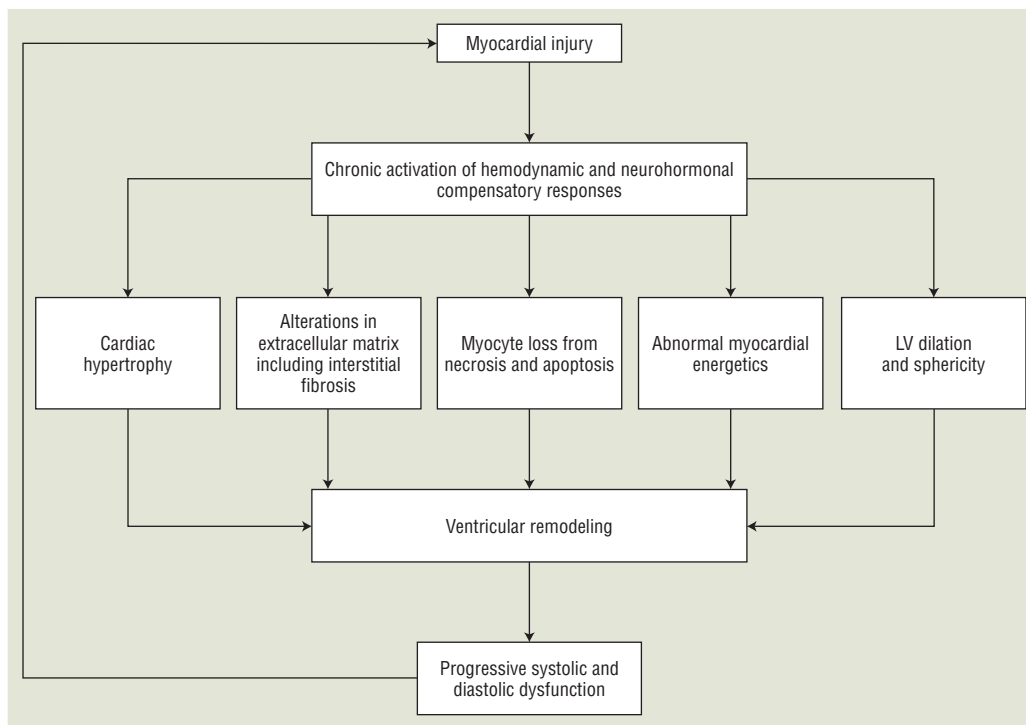 Myocardial injury
Chronic activation of hemodynamic and neurohormonal
compensatory responses
Cardiac
hypertrophy
Alterations in
extracellular matrix
including interstitial
fibrosis
Myocyte loss from
necrosis and apoptosis
Abnormal myocardial
energetics
LV dilation
and sphericity
Ventricular remodeling
Progressive systolic and
diastolic dysfunction